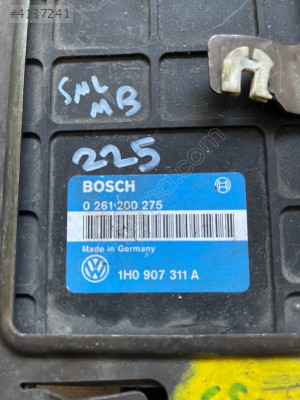 #4137241
SML
MB
225
BOSCH
0 261 200 275
Made in Germany
1H0 907 311 A